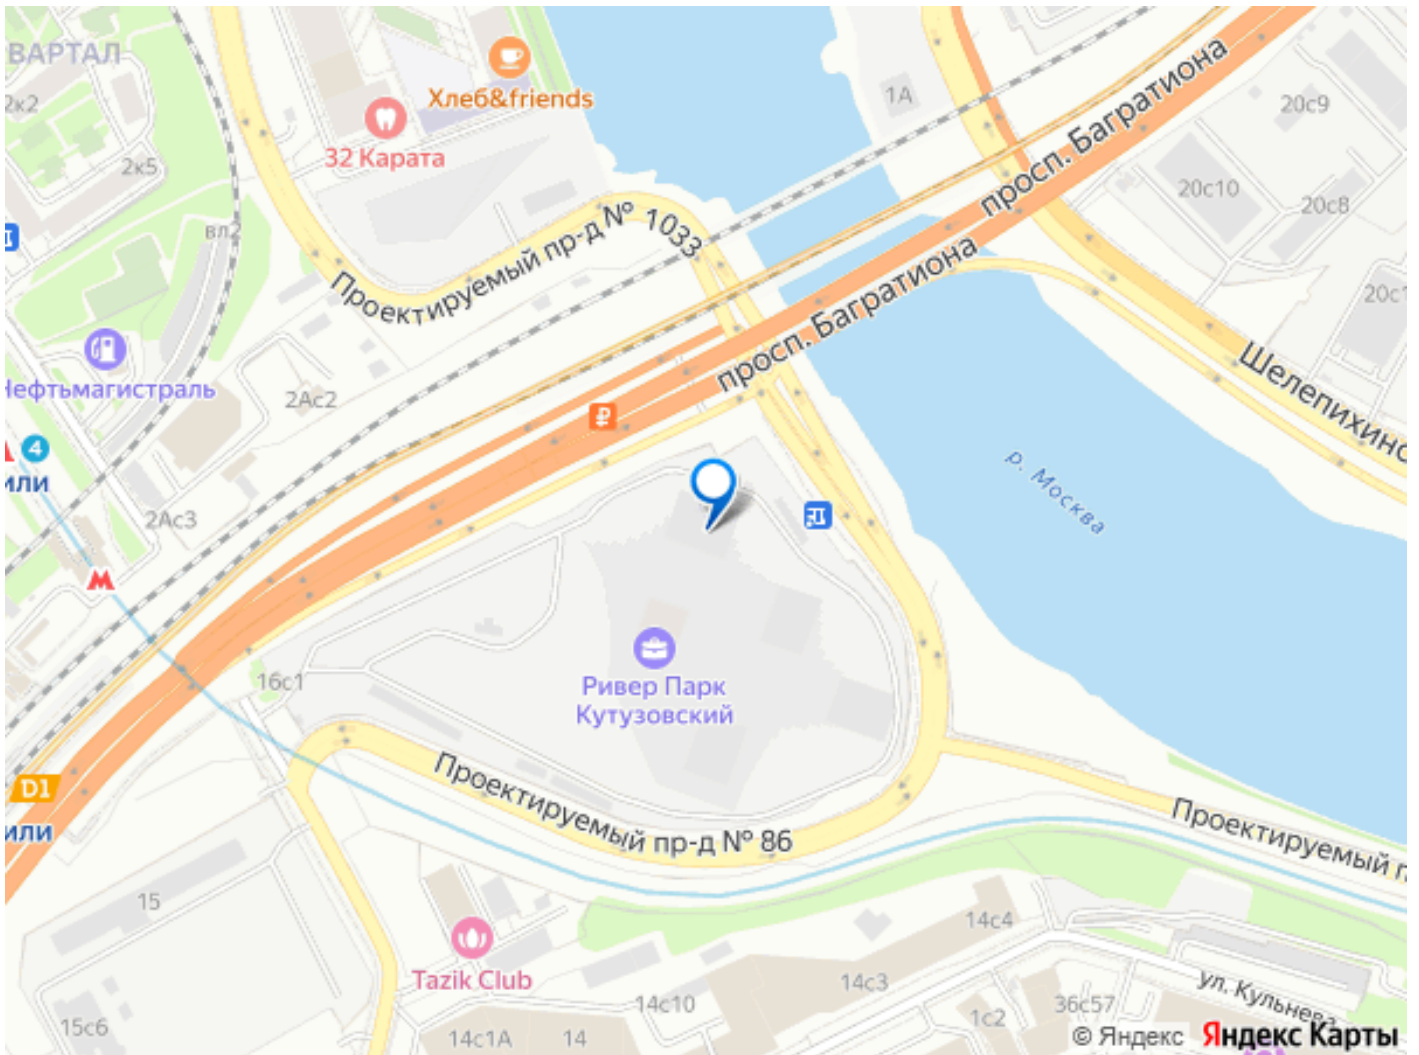 ВАРТАЛ
2к2
Хлеб&friends
1А
20с9
32 Карата
2к5
20с10
20с8
просп. Багратиона
вл2
Проектируемый пр-д № 1033
просп. Багратиона
20с1
Нефтьмагистраль
2Ас2
Шелепихинс
4
или
р. Москва
2Ас3
М
Ривер Парк
Кутузовский
16с1
D1
или
Проектируемый пр-д № 86
Проектируемый п
15
14с4
Tazik Club
14с3
ул. Кульнева
14с10
36с57
15с6
14с1А
14
1с2
© Яндекс Яндекс Карты